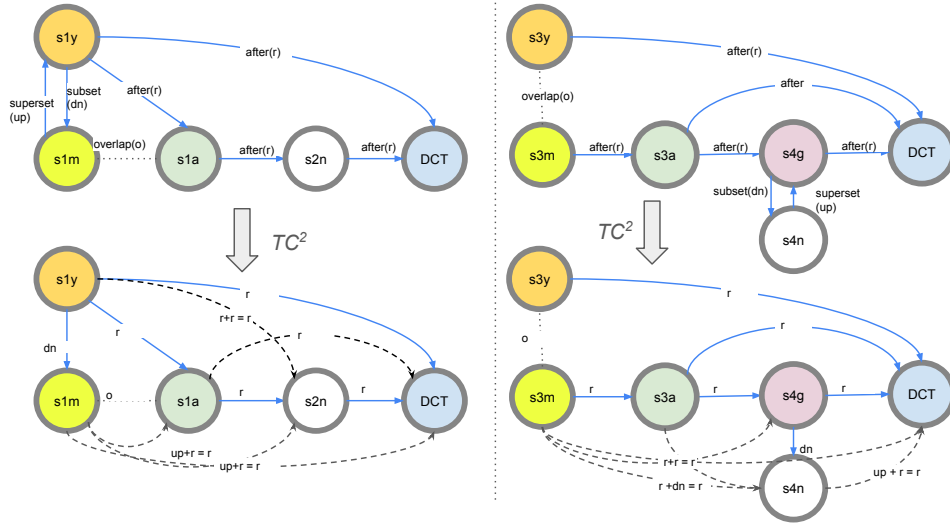 s1y
after(r)
superset
(up)
subset
(dn)
after(r)
overlap(o)
s1m
s1a
after(r)
s2n
after(r)
DCT
TC²
s1y
r
r+r = r
dn
r
r
s1m
o
s1a
r
s2n
r
DCT
up+r = r
up+r = r
s3y
after(r)
after
overlap(o)
s3m
after(r)
s3a
after(r)
s4g
after(r)
DCT
subset(dn)
superset
(up)
s4n
TC²
s3y
r
o
r
s3m
r
s3a
r
s4g
r
DCT
dn
r+r = r
r +dn = r
s4n
up + r = r